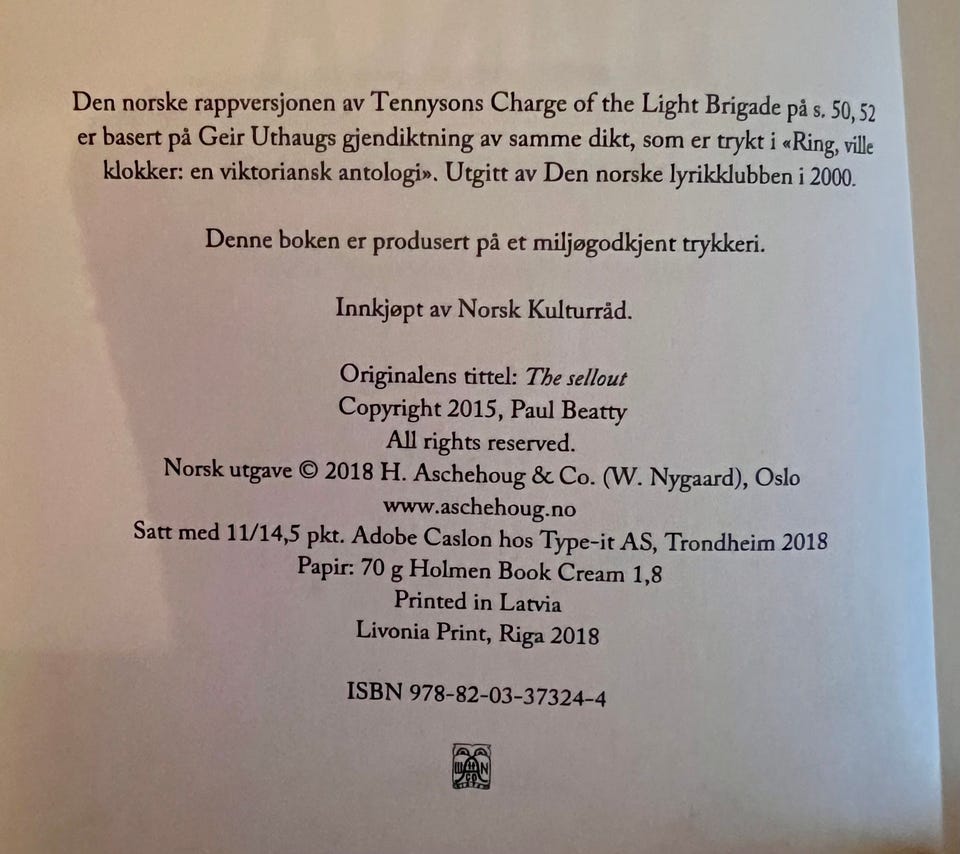 Den norske rappversjonen av Tennysons Charge of the Light Brigade på s. 50, 52
er basert på Geir Uthaugs gjendiktning av samme dikt, som er trykt i «Ring, ville
klokker: en viktoriansk antologi». Utgitt av Den norske lyrikklubben i 2000.
Denne boken er produsert på et miljøgodkjent trykkeri.
Innkjøpt av Norsk Kulturråd.
Originalens tittel: The sellout
Copyright 2015, Paul Beatty
All rights reserved.
Norsk utgave © 2018 H. Aschehoug & Co. (W. Nygaard), Oslo
www.aschehoug.no
Satt med 11/14,5 pkt. Adobe Caslon hos Type-it AS, Trondheim 2018
Papir: 70 g Holmen Book Cream 1,8
Printed in Latvia
Livonia Print, Riga 2018
ISBN 978-82-03-37324-4